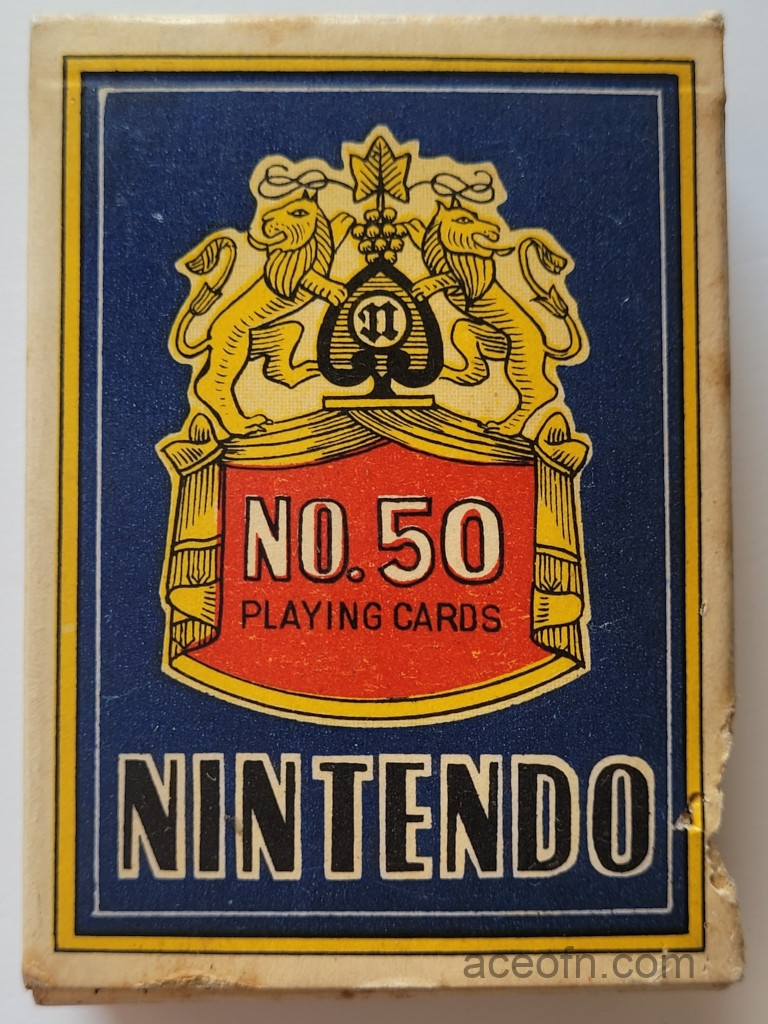 N
NO. 50
PLAYING CARDS
NINTENDO
aceofn.com